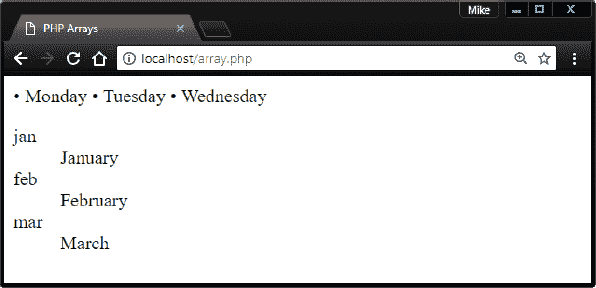 Mike
PHP Arrays
localhost/array.php
• Monday • Tuesday • Wednesday
jan
January
feb
February
mar
March